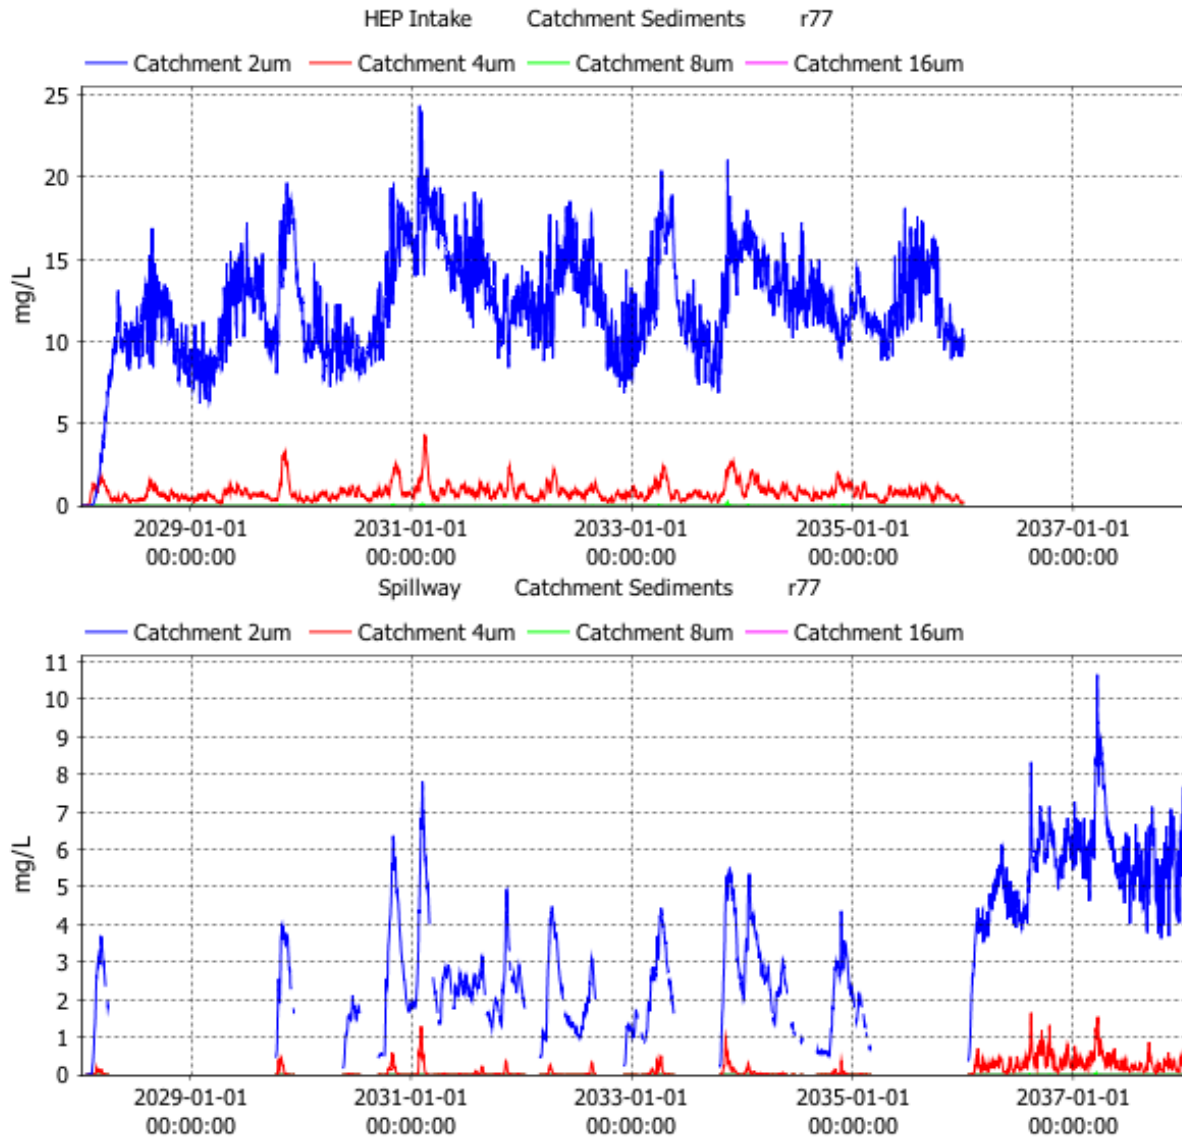 HEP Intake Catchment Sediments r77
Catchment 2um Catchment 4um Catchment 8um Catchment 16um
25
20
15
10
5
0
mg/L
2029-01-01 2031-01-01 2033-01-01 2035-01-01 2037-01-01
00:00:00 00:00:00 00:00:00 00:00:00 00:00:00
Spillway Catchment Sediments r77
Catchment 2um Catchment 4um Catchment 8um Catchment 16um
11
10
9
8
7
6
5
4
3
2
1
0
mg/L
2029-01-01 2031-01-01 2033-01-01 2035-01-01 2037-01-01
00:00:00 00:00:00 00:00:00 00:00:00 00:00:00